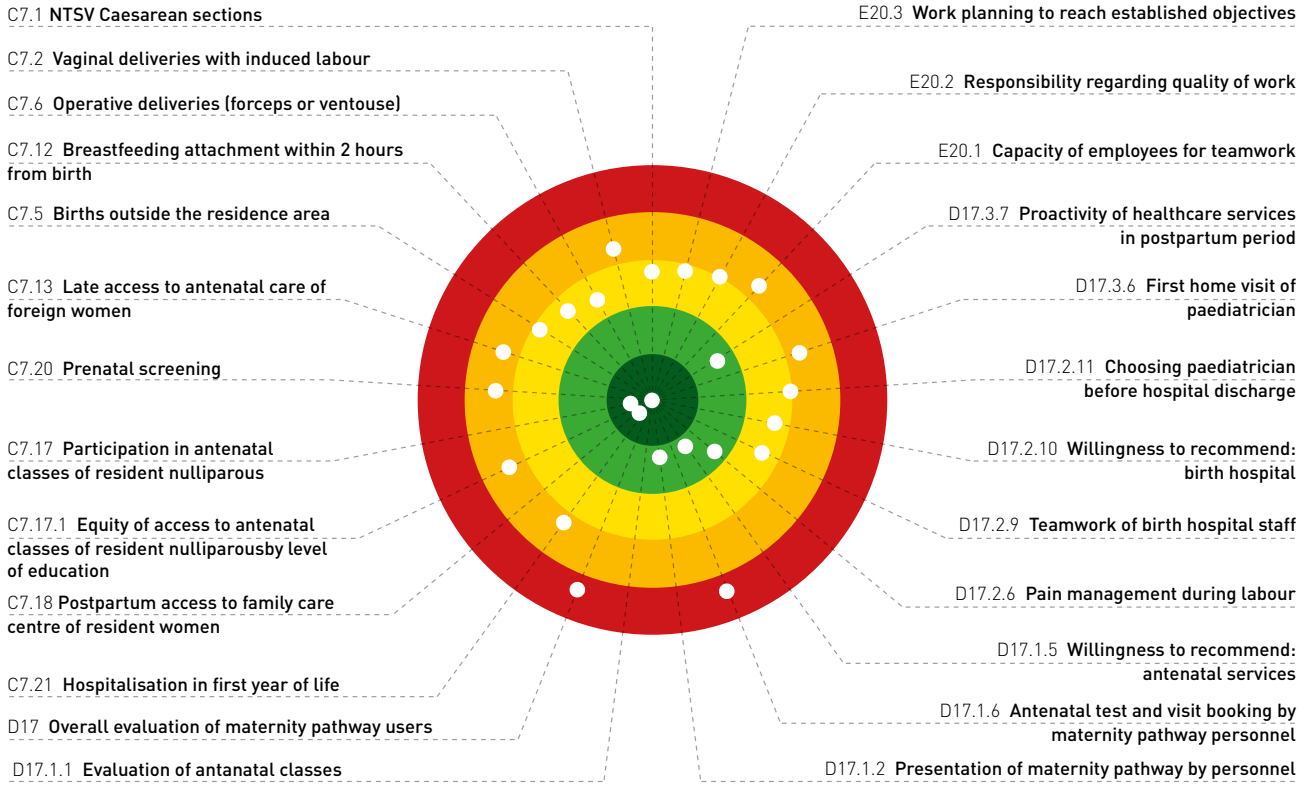 C7.1 NTSV Caesarean sections
C7.2 Vaginal deliveries with induced labour
C7.6 Operative deliveries (forceps or ventouse)
C7.12 Breastfeeding attachment within 2 hours
from birth
C7.5 Births outside the residence area
C7.13 Late access to antenatal care of
foreign women
C7.20 Prenatal screening
C7.17 Participation in antenatal
classes of resident nulliparous
C7.17.1 Equity of access to antenatal
classes of resident nulliparousby level
of education
C7.18 Postpartum access to family care
centre of resident women
C7.21 Hospitalisation in first year of life
D17 Overall evaluation of maternity pathway users
D17.1.1 Evaluation of antanatal classes
E20.3 Work planning to reach established objectives
E20.2 Responsibility regarding quality of work
E20.1 Capacity of employees for teamwork
D17.3.7 Proactivity of healthcare services
in postpartum period
D17.3.6 First home visit of
paediatrician
D17.2.11 Choosing paediatrician
before hospital discharge
D17.2.10 Willingness to recommend:
birth hospital
D17.2.9 Teamwork of birth hospital staff
D17.2.6 Pain management during labour
D17.1.5 Willingness to recommend:
antenatal services
D17.1.6 Antenatal test and visit booking by
maternity pathway personnel
D17.1.2 Presentation of maternity pathway by personnel